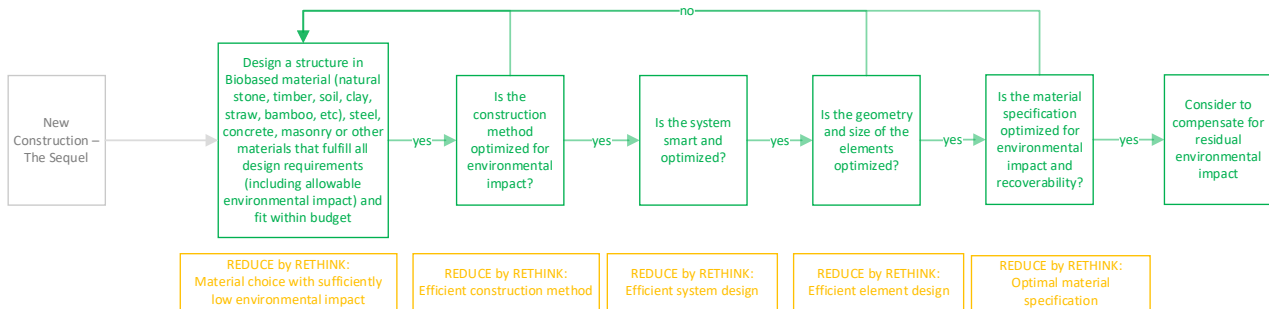 no
New
Construction –
The Sequel
Design a structure in
Biobased material (natural
stone, timber, soil, clay,
straw, bamboo, etc), steel,
concrete, masonry or other
materials that fulfill all
design requirements
(including allowable
environmental impact) and
fit within budget
yes
Is the
construction
method
optimized for
environmental
impact?
yes
Is the system
smart and
optimized?
yes
Is the geometry
and size of the
elements
optimized?
yes
Is the material
specification
optimized for
environmental
impact and
recoverability?
yes
Consider to
compensate for
residual
environmental
impact
REDUCE by RETHINK:
Material choice with sufficiently
low environmental impact
REDUCE by RETHINK:
Efficient construction method
REDUCE by RETHINK:
Efficient system design
REDUCE by RETHINK:
Efficient element design
REDUCE by RETHINK:
Optimal material
specification